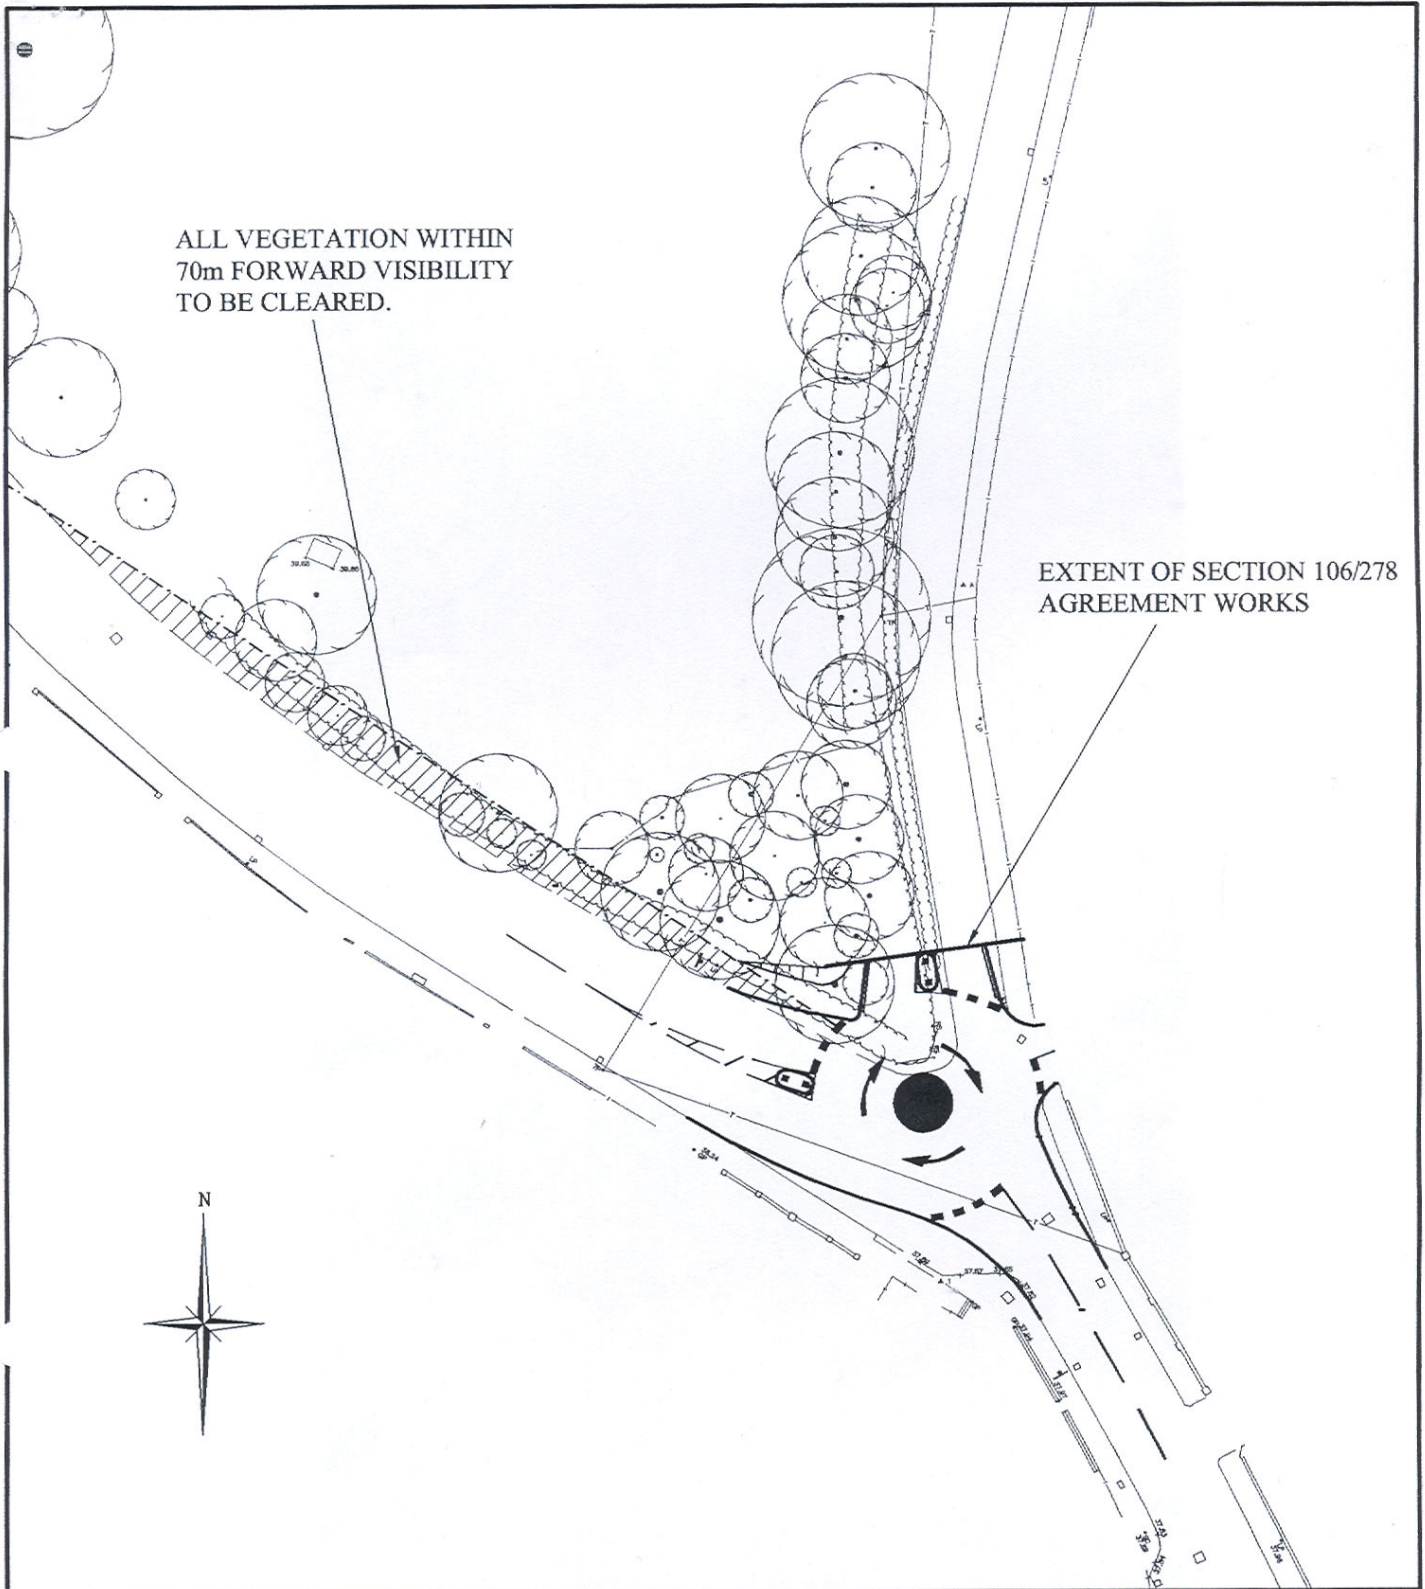 ALL VEGETATION WITHIN
70m FORWARD VISIBILITY
TO BE CLEARED.
EXTENT OF SECTION 106/278
AGREEMENT WORKS
N